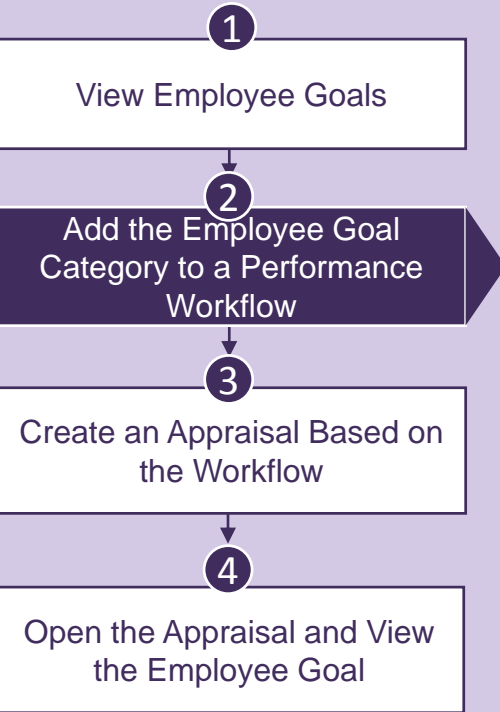 1
View Employee Goals
2
Add the Employee Goal
Category to a Performance
Workflow
3
Create an Appraisal Based on
the Workflow
4
Open the Appraisal and View
the Employee Goal